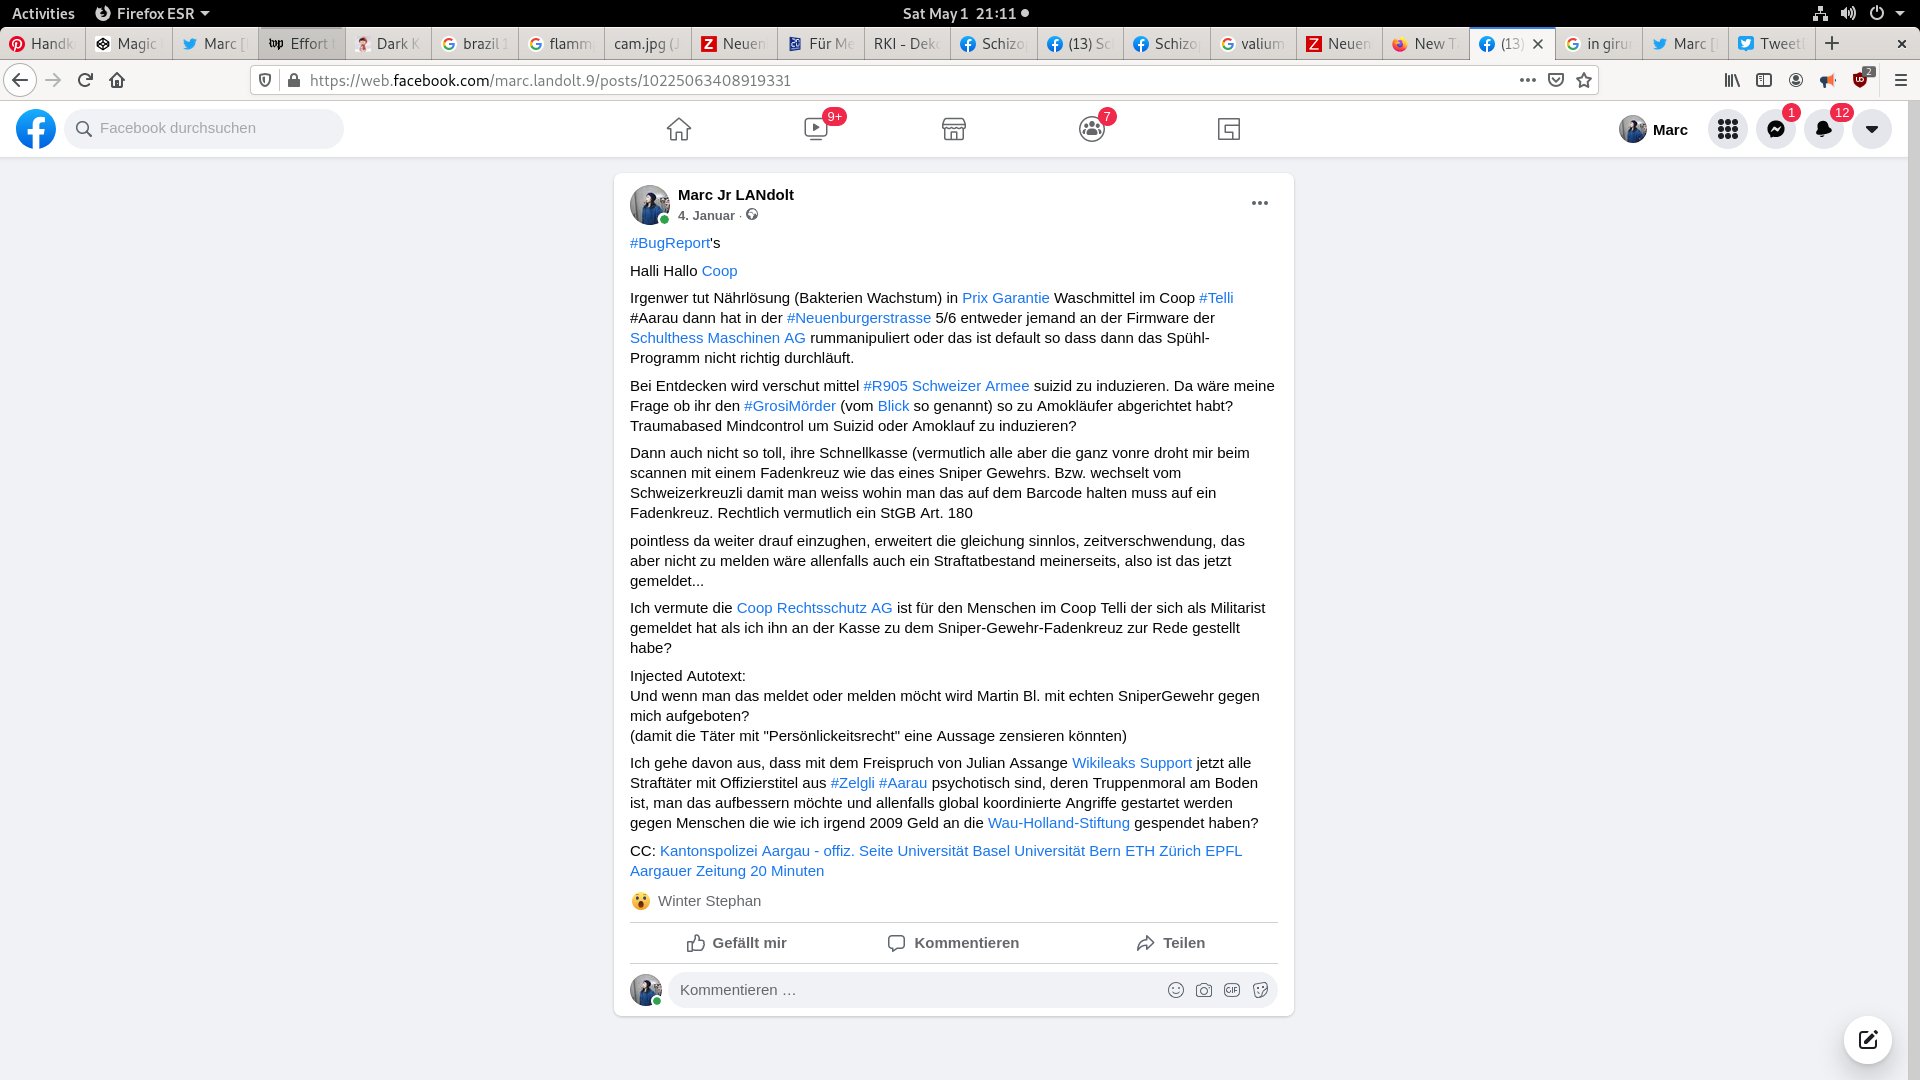 Activities Firefox ESR Sat May 1 21:11
Handk Magic Marc [ Effort Dark K brazil 1 flamm cam.jpg (J Neuen Für Me RKI - Dek Schizo (13) Sc Schizo valium Neuen New T (13) in giru Marc [ Tweet
https://web.facebook.com/marc.landolt.9/posts/10225063408919331 2
Facebook durchsuchen 9+ 7 Marc 1 12
Marc Jr LANdolt
4. Januar ·
#BugReport's
Halli Hallo Coop
Irgenwer tut Nährlösung (Bakterien Wachstum) in Prix Garantie Waschmittel im Coop #Telli
#Aarau dann hat in der #Neuenburgerstrasse 5/6 entweder jemand an der Firmware der
Schulthess Maschinen AG rummanipuliert oder das ist default so dass dann das Spühl-
Programm nicht richtig durchläuft.
Bei Entdecken wird verschut mittel #R905 Schweizer Armee suizid zu induzieren. Da wäre meine
Frage ob ihr den #GrosiMörder (vom Blick so genannt) so zu Amokläufer abgerichtet habt?
Traumabased Mindcontrol um Suizid oder Amoklauf zu induzieren?
Dann auch nicht so toll, ihre Schnellkasse (vermutlich alle aber die ganz vonre droht mir beim
scannen mit einem Fadenkreuz wie das eines Sniper Gewehrs. Bzw. wechselt vom
Schweizerkreuzli damit man weiss wohin man das auf dem Barcode halten muss auf ein
Fadenkreuz. Rechtlich vermutlich ein StGB Art. 180
pointless da weiter drauf einzughen, erweitert die gleichung sinnlos, zeitverschwendung, das
aber nicht zu melden wäre allenfalls auch ein Straftatbestand meinerseits, also ist das jetzt
gemeldet...
Ich vermute die Coop Rechtsschutz AG ist für den Menschen im Coop Telli der sich als Militarist
gemeldet hat als ich ihn an der Kasse zu dem Sniper-Gewehr-Fadenkreuz zur Rede gestellt
habe?
Injected Autotext:
Und wenn man das meldet oder melden möcht wird Martin Bl. mit echten SniperGewehr gegen
mich aufgeboten?
(damit die Täter mit "Persönlickeitsrecht" eine Aussage zensieren könnten)
Ich gehe davon aus, dass mit dem Freispruch von Julian Assange Wikileaks Support jetzt alle
Straftäter mit Offizierstitel aus #Zelgli #Aarau psychotisch sind, deren Truppenmoral am Boden
ist, man das aufbessern möchte und allenfalls global koordinierte Angriffe gestartet werden
gegen Menschen die wie ich irgend 2009 Geld an die Wau-Holland-Stiftung gespendet haben?
CC: Kantonspolizei Aargau - offiz. Seite Universität Basel Universität Bern ETH Zürich EPFL
Aargauer Zeitung 20 Minuten
Winter Stephan
Gefällt mir Kommentieren Teilen
Kommentieren … GIF